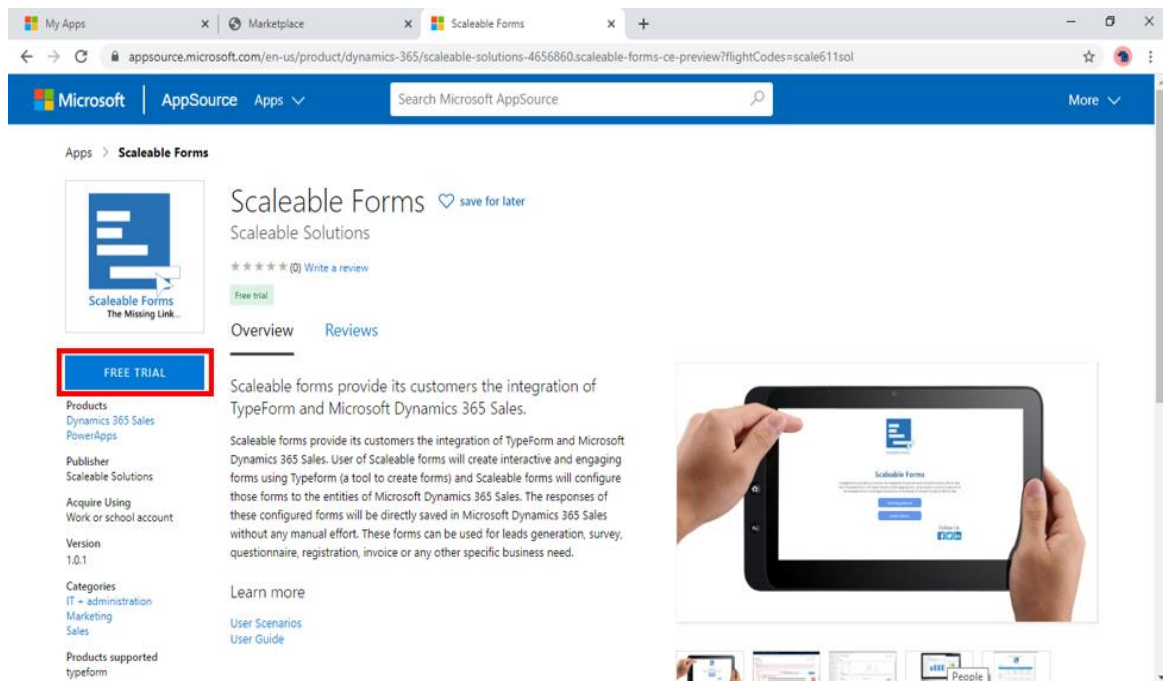 My Apps
Marketplace
Scaleable Forms
appsource.microsoft.com/en-us/product/dynamics-365/scaleable-solutions-4656860.scaleable-forms-ce-preview?flightCodes=scale611sol
Microsoft AppSource Apps
Search Microsoft AppSource
More
Apps > Scaleable Forms
Scaleable Forms
The Missing Link...
FREE TRIAL
Products
Dynamics 365 Sales
PowerApps
Publisher
Scaleable Solutions
Acquire Using
Work or school account
Version
1.0.1
Categories
IT + administration
Marketing
Sales
Products supported
typeform
Scaleable Forms save for later
Scaleable Solutions
(0) Write a review
Free trial
Overview Reviews
Scaleable forms provide its customers the integration of
TypeForm and Microsoft Dynamics 365 Sales.
Scaleable forms provide its customers the integration of TypeForm and Microsoft
Dynamics 365 Sales. User of Scaleable forms will create interactive and engaging
forms using Typeform (a tool to create forms) and Scaleable forms will configure
those forms to the entities of Microsoft Dynamics 365 Sales. The responses of
these configured forms will be directly saved in Microsoft Dynamics 365 Sales
without any manual effort. These forms can be used for leads generation, survey,
questionnaire, registration, invoice or any other specific business need.
Learn more
User Scenarios
User Guide
Scaleable Forms
Follow Us
People